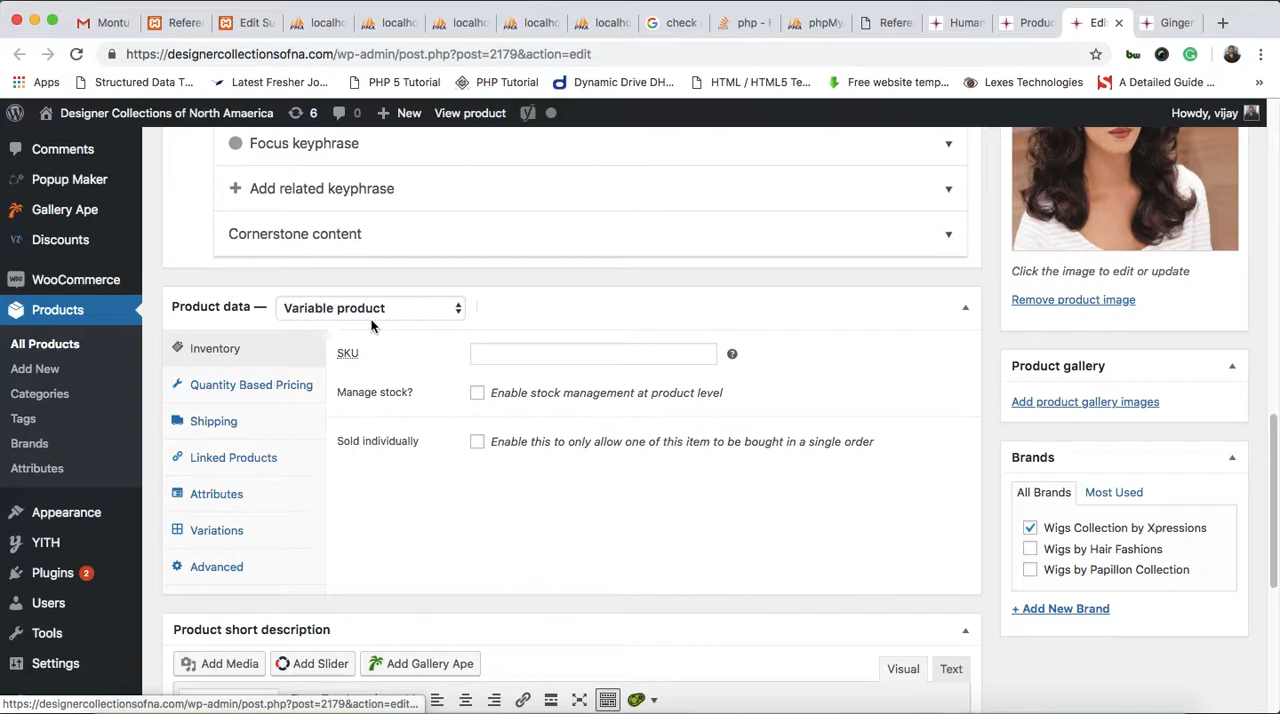 Montu
Refere
Edit Su
localho
localho
localho
localho
localho
check
php - H
phpMy
Refere
Human
Produc
Edi
Ginger
https://designercollectionsofna.com/wp-admin/post.php?post=2179&action=edit
Apps
Structured Data T...
Latest Fresher Jo...
PHP 5 Tutorial
PHP Tutorial
Dynamic Drive DH...
HTML / HTML5 Te...
Free website temp...
Lexes Technologies
A Detailed Guide ...
Designer Collections of North Amaerica
6
0
New
View product
Howdy, vijay
Comments
Popup Maker
Gallery Ape
Discounts
WooCommerce
Products
All Products
Add New
Categories
Tags
Brands
Attributes
Appearance
YITH
Plugins 2
Users
Tools
Settings
Focus keyphrase
Add related keyphrase
Cornerstone content
Product data —
Variable product
Inventory
Quantity Based Pricing
Shipping
Linked Products
Attributes
Variations
Advanced
SKU
Manage stock?
Enable stock management at product level
Sold individually
Enable this to only allow one of this item to be bought in a single order
Product short description
Add Media
Add Slider
Add Gallery Ape
Visual
Text
Click the image to edit or update
Remove product image
Product gallery
Add product gallery images
Brands
All Brands
Most Used
Wigs Collection by Xpressions
Wigs by Hair Fashions
Wigs by Papillon Collection
+ Add New Brand
https://designercollectionsofna.com/wp-admin/post.php?post=2179&action=edit...